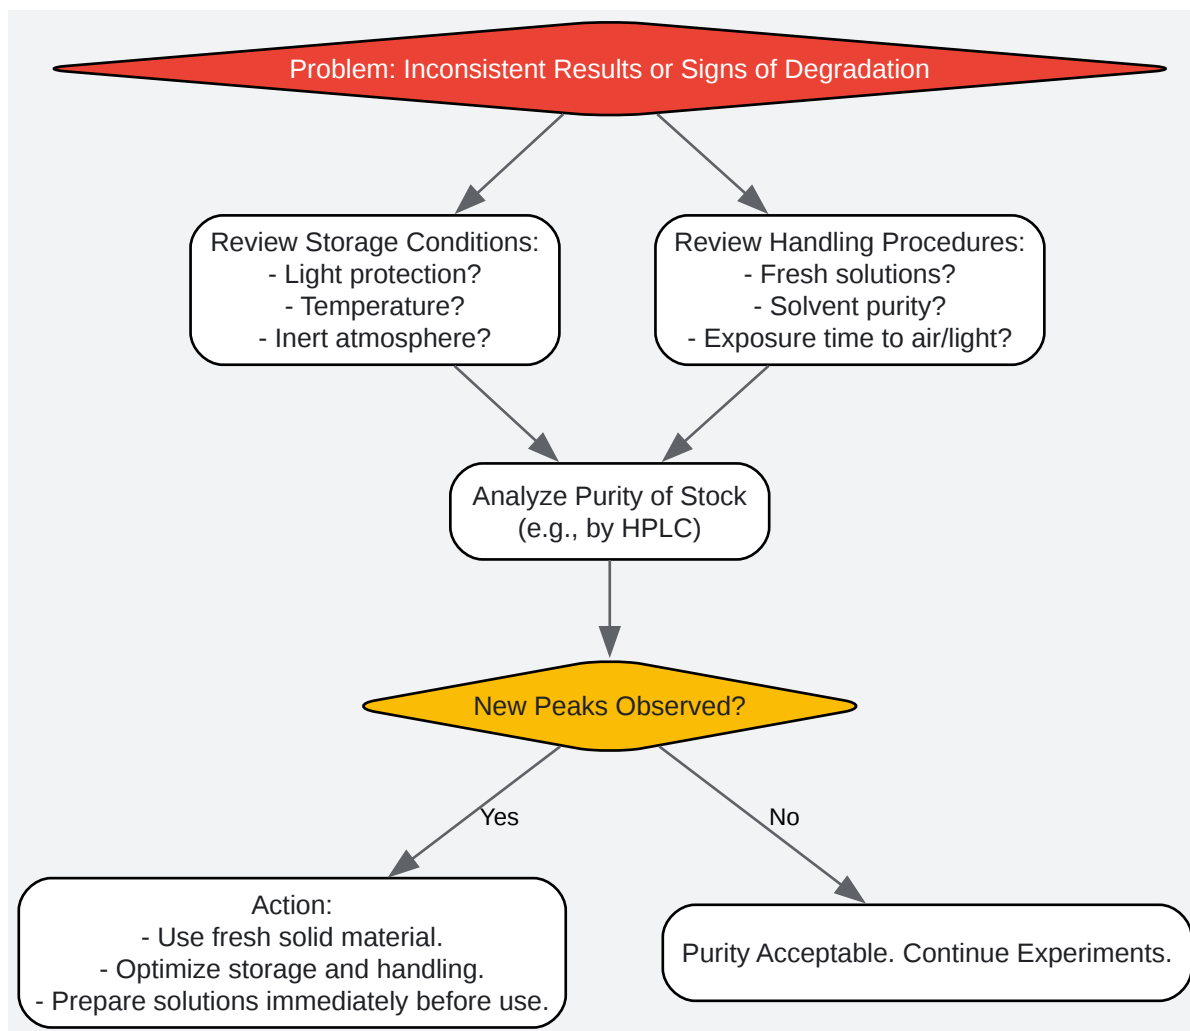 Problem: Inconsistent Results or Signs of Degradation
Review Storage Conditions:
- Light protection?
- Temperature?
- Inert atmosphere?
Review Handling Procedures:
- Fresh solutions?
- Solvent purity?
- Exposure time to air/light?
Analyze Purity of Stock
(e.g., by HPLC)
New Peaks Observed?
Yes
No
Action:
- Use fresh solid material.
- Optimize storage and handling.
- Prepare solutions immediately before use.
Purity Acceptable. Continue Experiments.